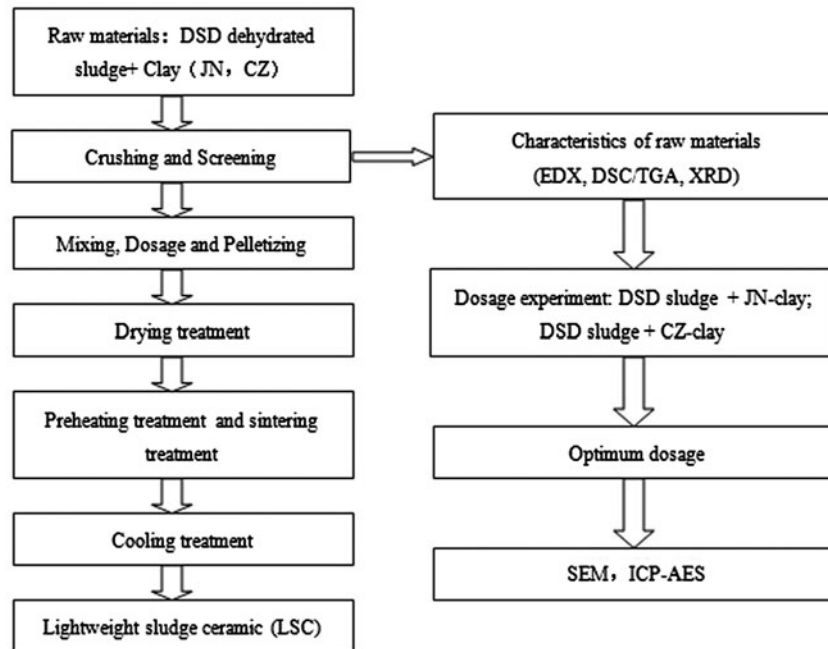 Raw materials： DSD dehydrated
sludge+ Clay（JN，CZ）
Crushing and Screening
Mixing, Dosage and Pelletizing
Drying treatment
Preheating treatment and sintering
treatment
Cooling treatment
Lightweight sludge ceramic (LSC)
Characteristics of raw materials
(EDX, DSC/TGA, XRD)
Dosage experiment: DSD sludge + JN-clay;
DSD sludge + CZ-clay
Optimum dosage
SEM，ICP-AES